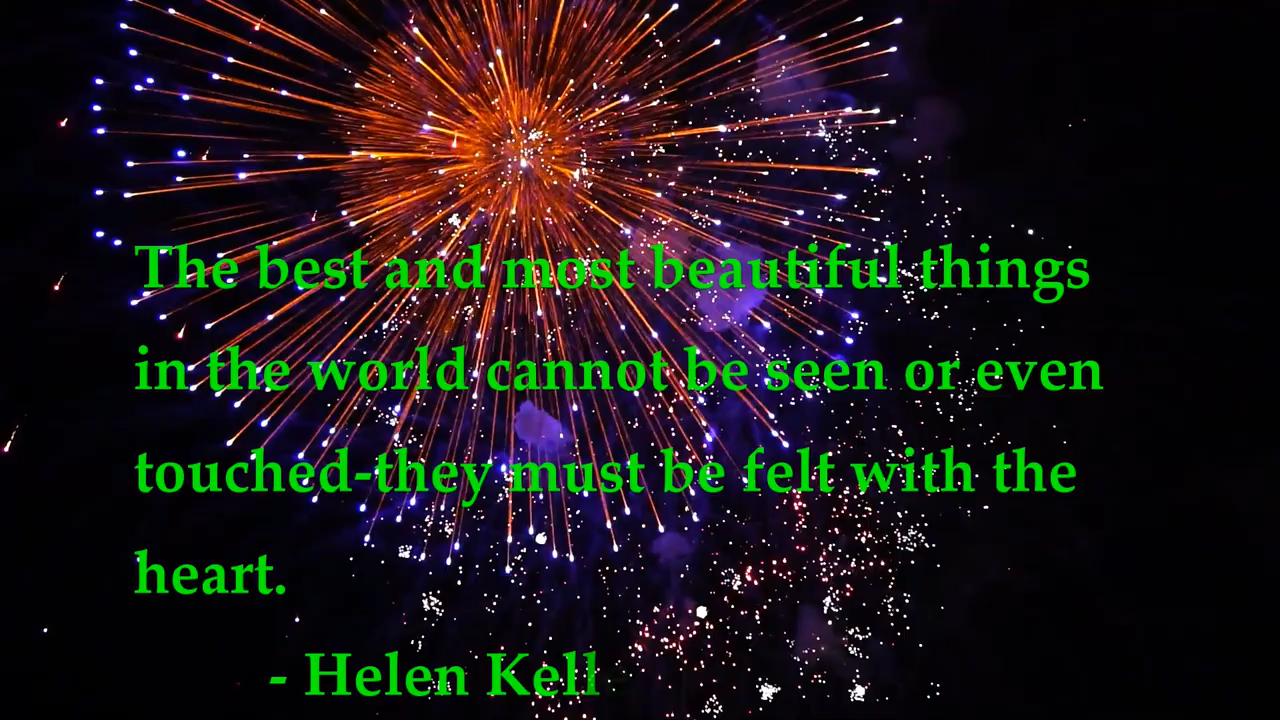 The best and most beautiful things
in the world cannot be seen or even
touched-they must be felt with the
heart.
- Helen Kell